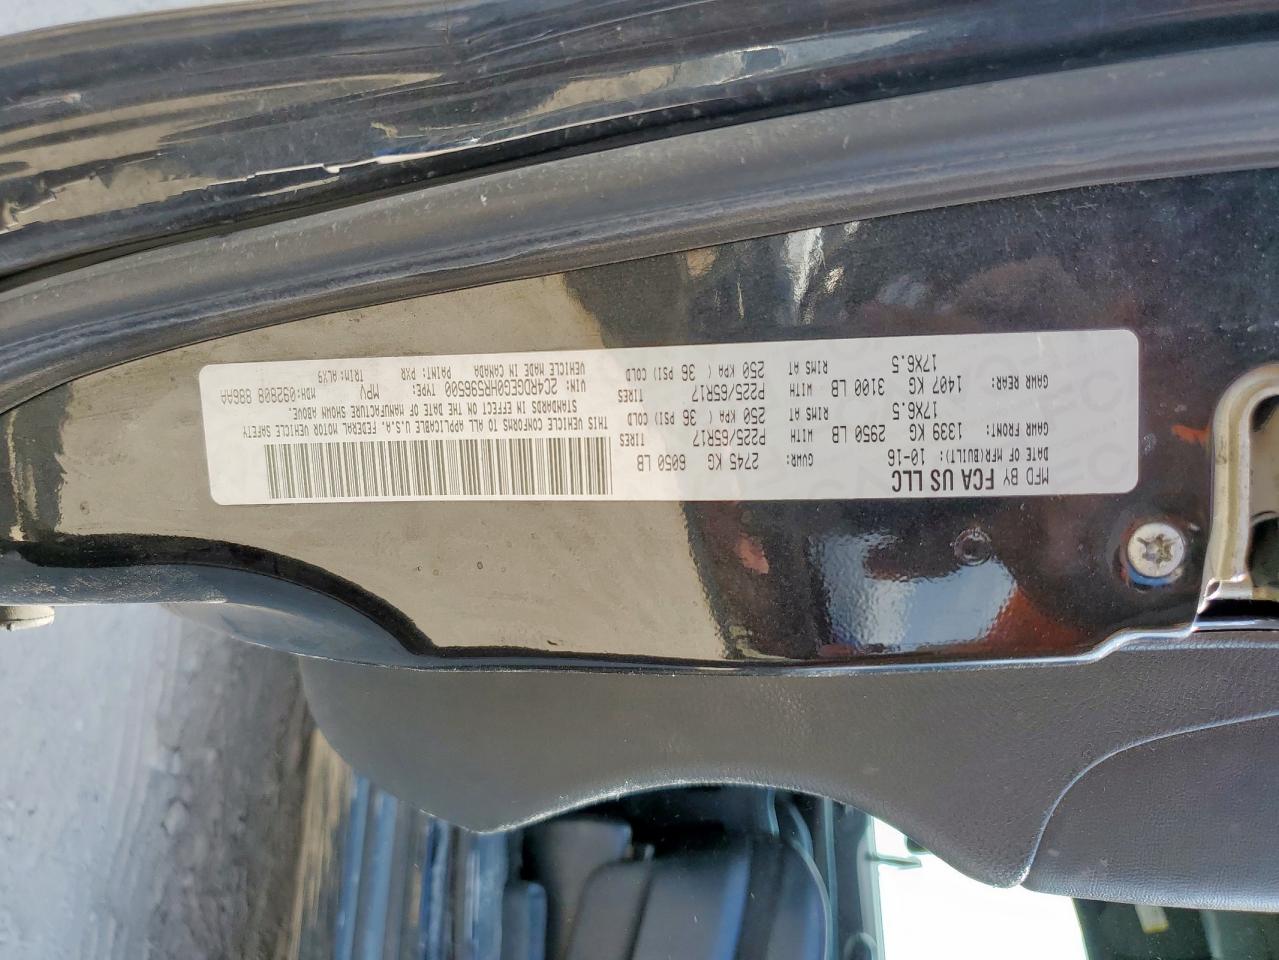 MFD BY FCA US LLC
DATE OF MFR(BUILT): 10-16 GVWR: 2745 KG 6050 LB
GAWR FRONT: 1339 KG 2950 LB WITH P225/65R17 TIRES
17X6.5 RIMS AT 250 KPA ( 36 PSI) COLD
GAWR REAR: 1407 KG 3100 LB WITH P225/65R17 TIRES
17X6.5 RIMS AT 250 KPA ( 36 PSI) COLD
THIS VEHICLE CONFORMS TO ALL APPLICABLE U.S.A. FEDERAL MOTOR VEHICLE SAFETY
STANDARDS IN EFFECT ON THE DATE OF MANUFACTURE SHOWN ABOVE.
VIN: 2C4RDGEG0HR596500 TYPE: MPV MDH: 032808 886AA
VEHICLE MADE IN CANADA PAINT: PXR TRIM: ALX9